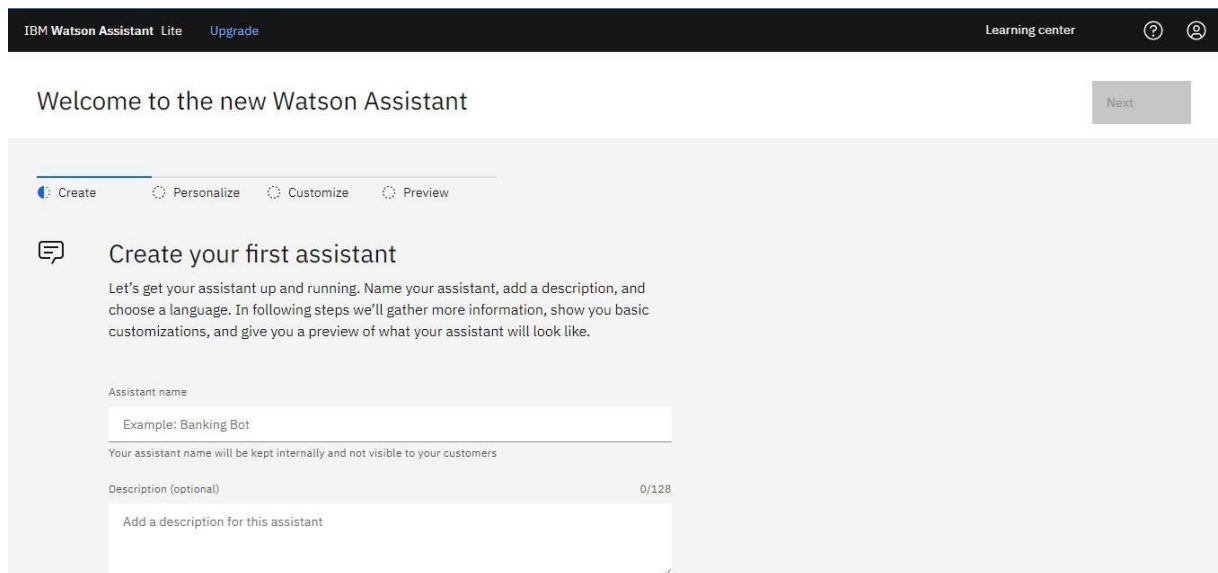 IBM Watson Assistant Lite Upgrade Learning center
Welcome to the new Watson Assistant
Next
Create Personalize Customize Preview
Create your first assistant
Let's get your assistant up and running. Name your assistant, add a description, and
choose a language. In following steps we'll gather more information, show you basic
customizations, and give you a preview of what your assistant will look like.
Assistant name
Example: Banking Bot
Your assistant name will be kept internally and not visible to your customers
Description (optional) 0/128
Add a description for this assistant